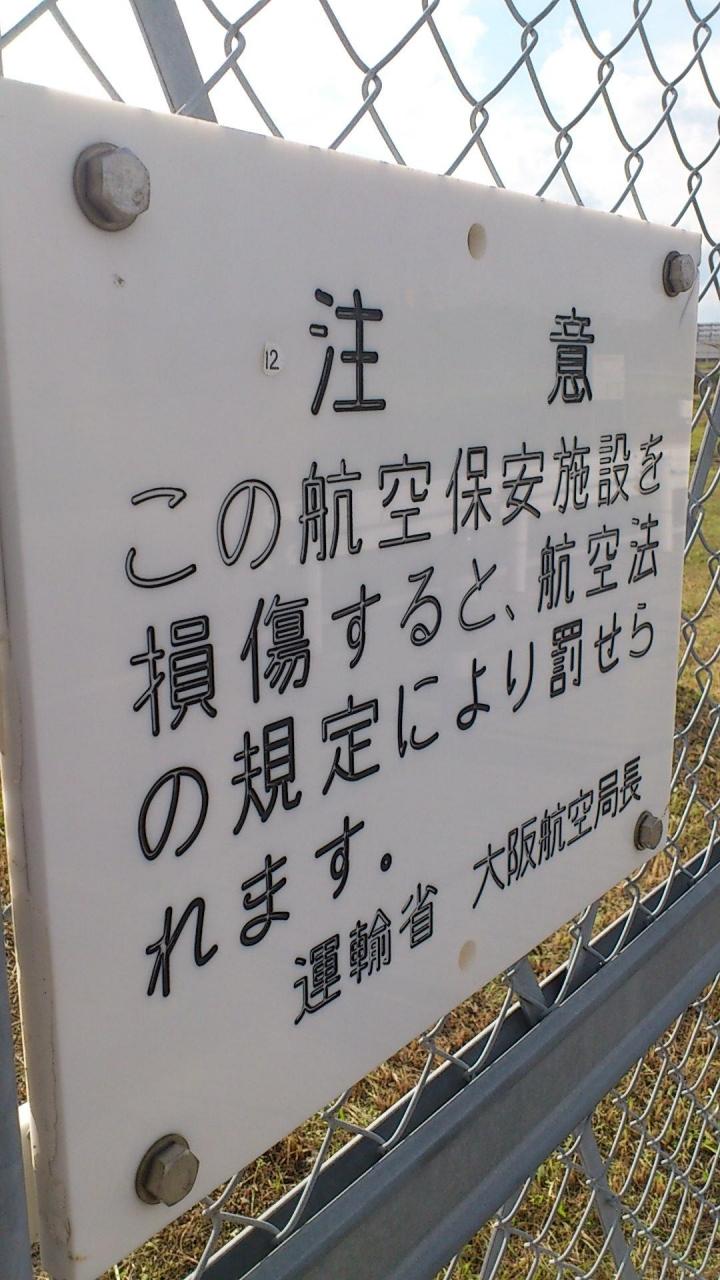 注意
12
この航空保安施設を
損傷すると、航空法
の規定により罰せら
れます。
運輸省 大阪航空局長